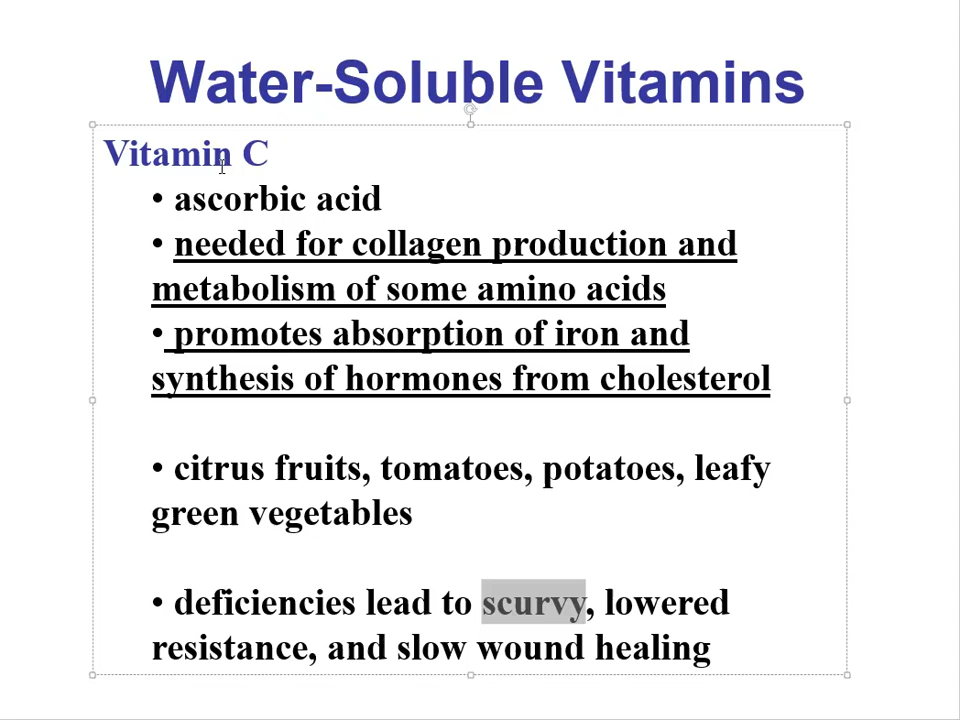 Water-Soluble Vitamins
Vitamin C
• ascorbic acid
• needed for collagen production and
metabolism of some amino acids
• promotes absorption of iron and
synthesis of hormones from cholesterol
• citrus fruits, tomatoes, potatoes, leafy
green vegetables
• deficiencies lead to scurvy, lowered
resistance, and slow wound healing